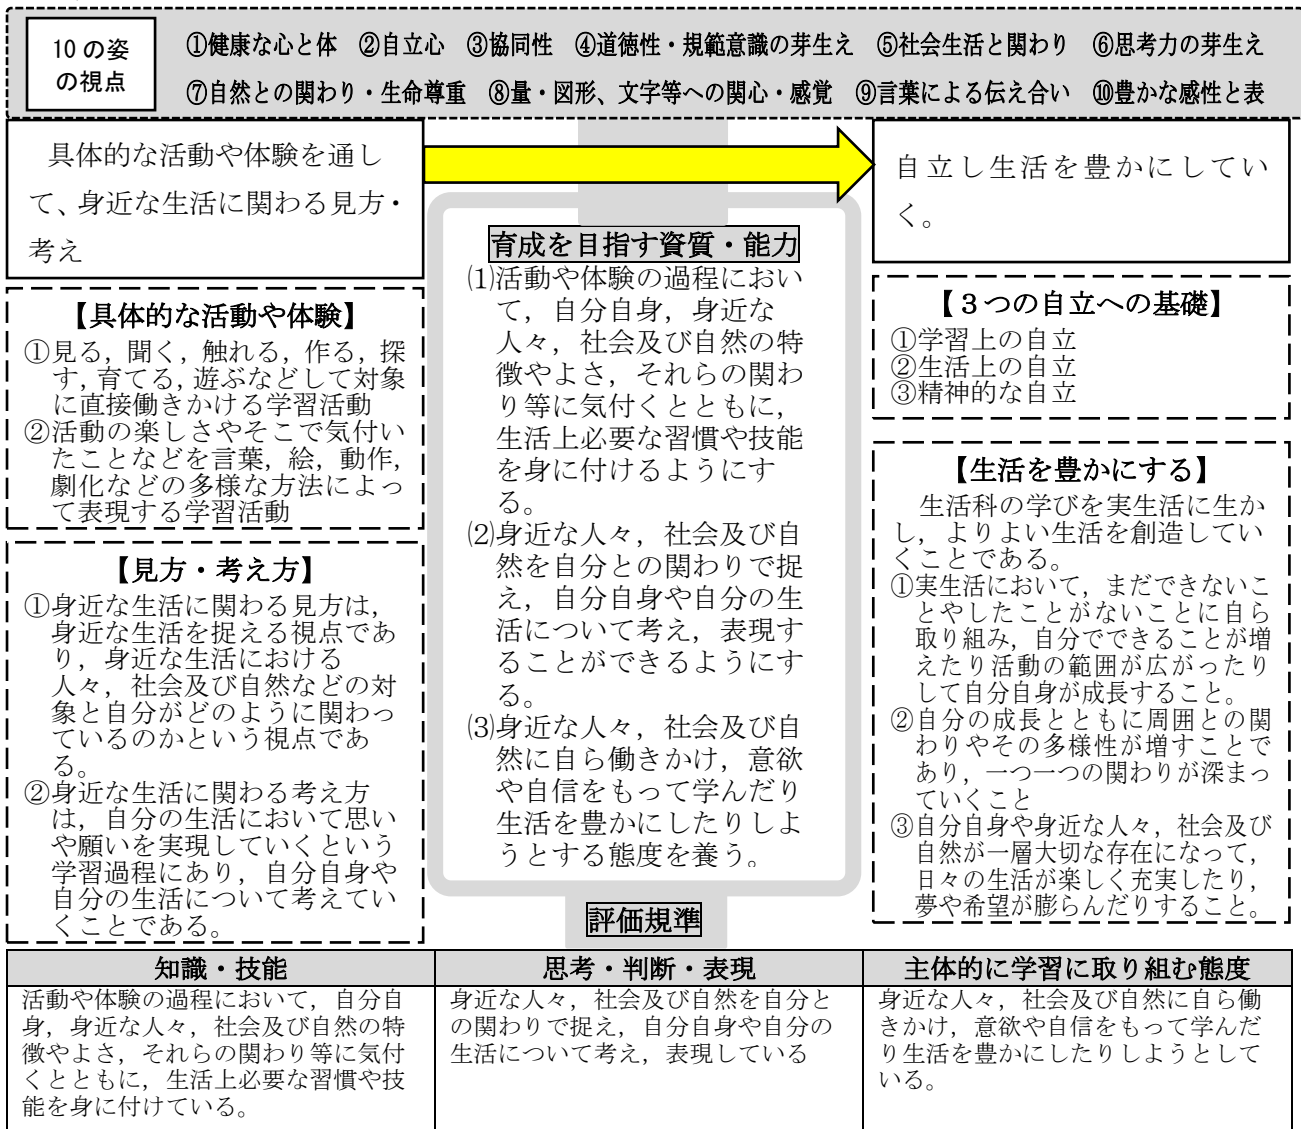 10 の姿
の視点
①健康な心と体　②自立心　③協同性　④道徳性・規範意識の芽生え　⑤社会生活と関わり　⑥思考力の芽生え
⑦自然との関わり・生命尊重　⑧量・図形、文字等への関心・感覚　⑨言葉による伝え合い　⑩豊かな感性と表
具体的な活動や体験を通し
て、身近な生活に関わる見方・
考え
自立し生活を豊かにしてい
く。
【具体的な活動や体験】
①見る，聞く，触れる，作る，探
す，育てる，遊ぶなどして対象
に直接働きかける学習活動
②活動の楽しさやそこで気付い
たことなどを言葉，絵，動作，
劇化などの多様な方法によっ
て表現する学習活動
【見方・考え方】
①身近な生活に関わる見方は，
身近な生活を捉える視点であ
り，身近な生活における
人々，社会及び自然などの対
象と自分がどのように関わっ
ているのかという視点であ
る。
②身近な生活に関わる考え方
は，自分の生活において思い
や願いを実現していくという
学習過程にあり，自分自身や
自分の生活について考えてい
くことである。
育成を目指す資質・能力
⑴活動や体験の過程におい
て，自分自身，身近な
人々，社会及び自然の特
徴やよさ，それらの関わ
り等に気付くとともに，
生活上必要な習慣や技能
を身に付けるようにす
る。
⑵身近な人々，社会及び自
然を自分との関わりで捉
え，自分自身や自分の生
活について考え，表現す
ることができるようにす
る。
⑶身近な人々，社会及び自
然に自ら働きかけ，意欲
や自信をもって学んだり
生活を豊かにしたりしよ
うとする態度を養う。
【３つの自立への基礎】
①学習上の自立
②生活上の自立
③精神的な自立
【生活を豊かにする】
生活科の学びを実生活に生か
し，よりよい生活を創造してい
くことである。
①実生活において，まだできないこ
とやしたことがないことに自ら
取り組み，自分でできることが増
えたり活動の範囲が広がったり
して自分自身が成長すること。
②自分の成長とともに周囲との関
わりやその多様性が増すことで
あり，一つ一つの関わりが深まっ
ていくこと
③自分自身や身近な人々，社会及び
自然が一層大切な存在になって，
日々の生活が楽しく充実したり，
夢や希望が膨らんだりすること。
評価規準
知識・技能
思考・判断・表現
主体的に学習に取り組む態度
活動や体験の過程において，自分自
身，身近な人々，社会及び自然の特
徴やよさ，それらの関わり等に気付
くとともに，生活上必要な習慣や技
能を身に付けている。
身近な人々，社会及び自然を自分と
の関わりで捉え，自分自身や自分の
生活について考え，表現している
身近な人々，社会及び自然に自ら働
きかけ，意欲や自信をもって学んだ
り生活を豊かにしたりしようとして
いる。